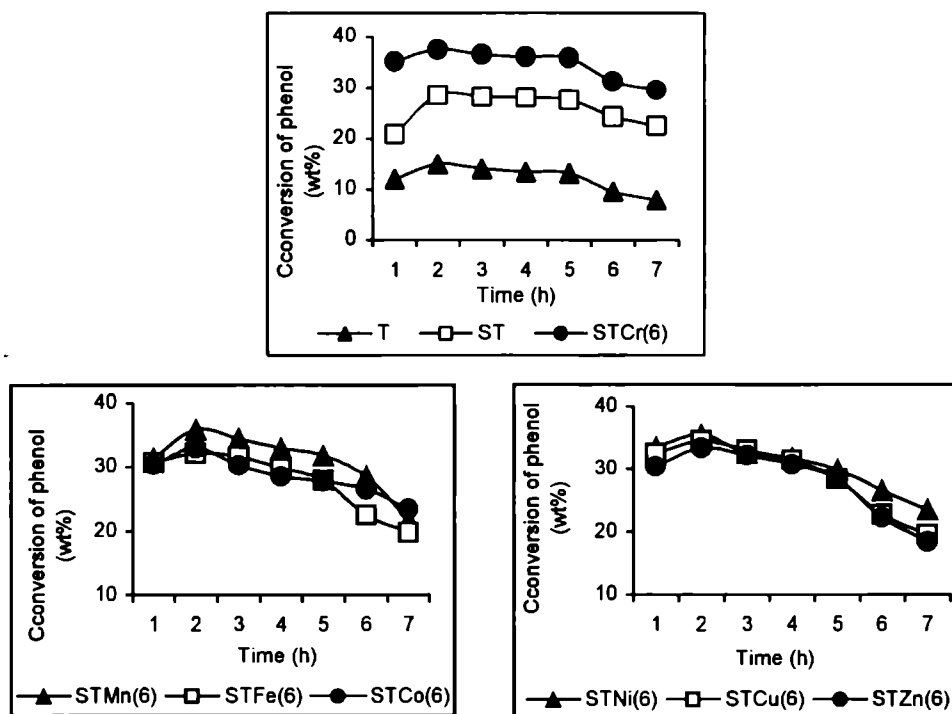 Cconversion of phenol
(wt%)
40
30
20
10
0
1 2 3 4 5 6 7
Time (h)
T ST STCr(6)
Cconversion of phenol
(wt%)
40
30
20
10
1 2 3 4 5 6 7
Time (h)
STMn(6) STFe(6) STCo(6)
Cconversion of phenol
(wt%)
40
30
20
10
1 2 3 4 5 6 7
Time (h)
STNi(6) STCu(6) STZn(6)